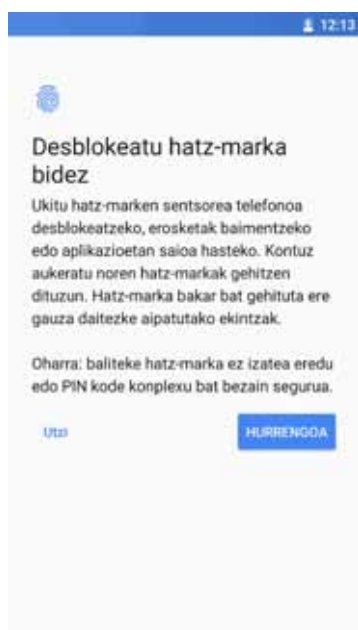 12:13
Desblokeatu hatz-marka
bidez
Ukitu hatz-marken sentsorea telefonoa
desblokeatzeko, erosketak baimentzeko
edo aplikazioetan saioa hasteko. Kontuz
aukeratu noren hatz-markak gehitzen
dituzun. Hatz-marka bakar bat gehituta ere
gauza daitezke aipatutako ekintzak.
Oharra: baliteke hatz-marka ez izatea eredu
edo PIN kode konplexu bat bezain segurua.
Utzi
HURRENGOA